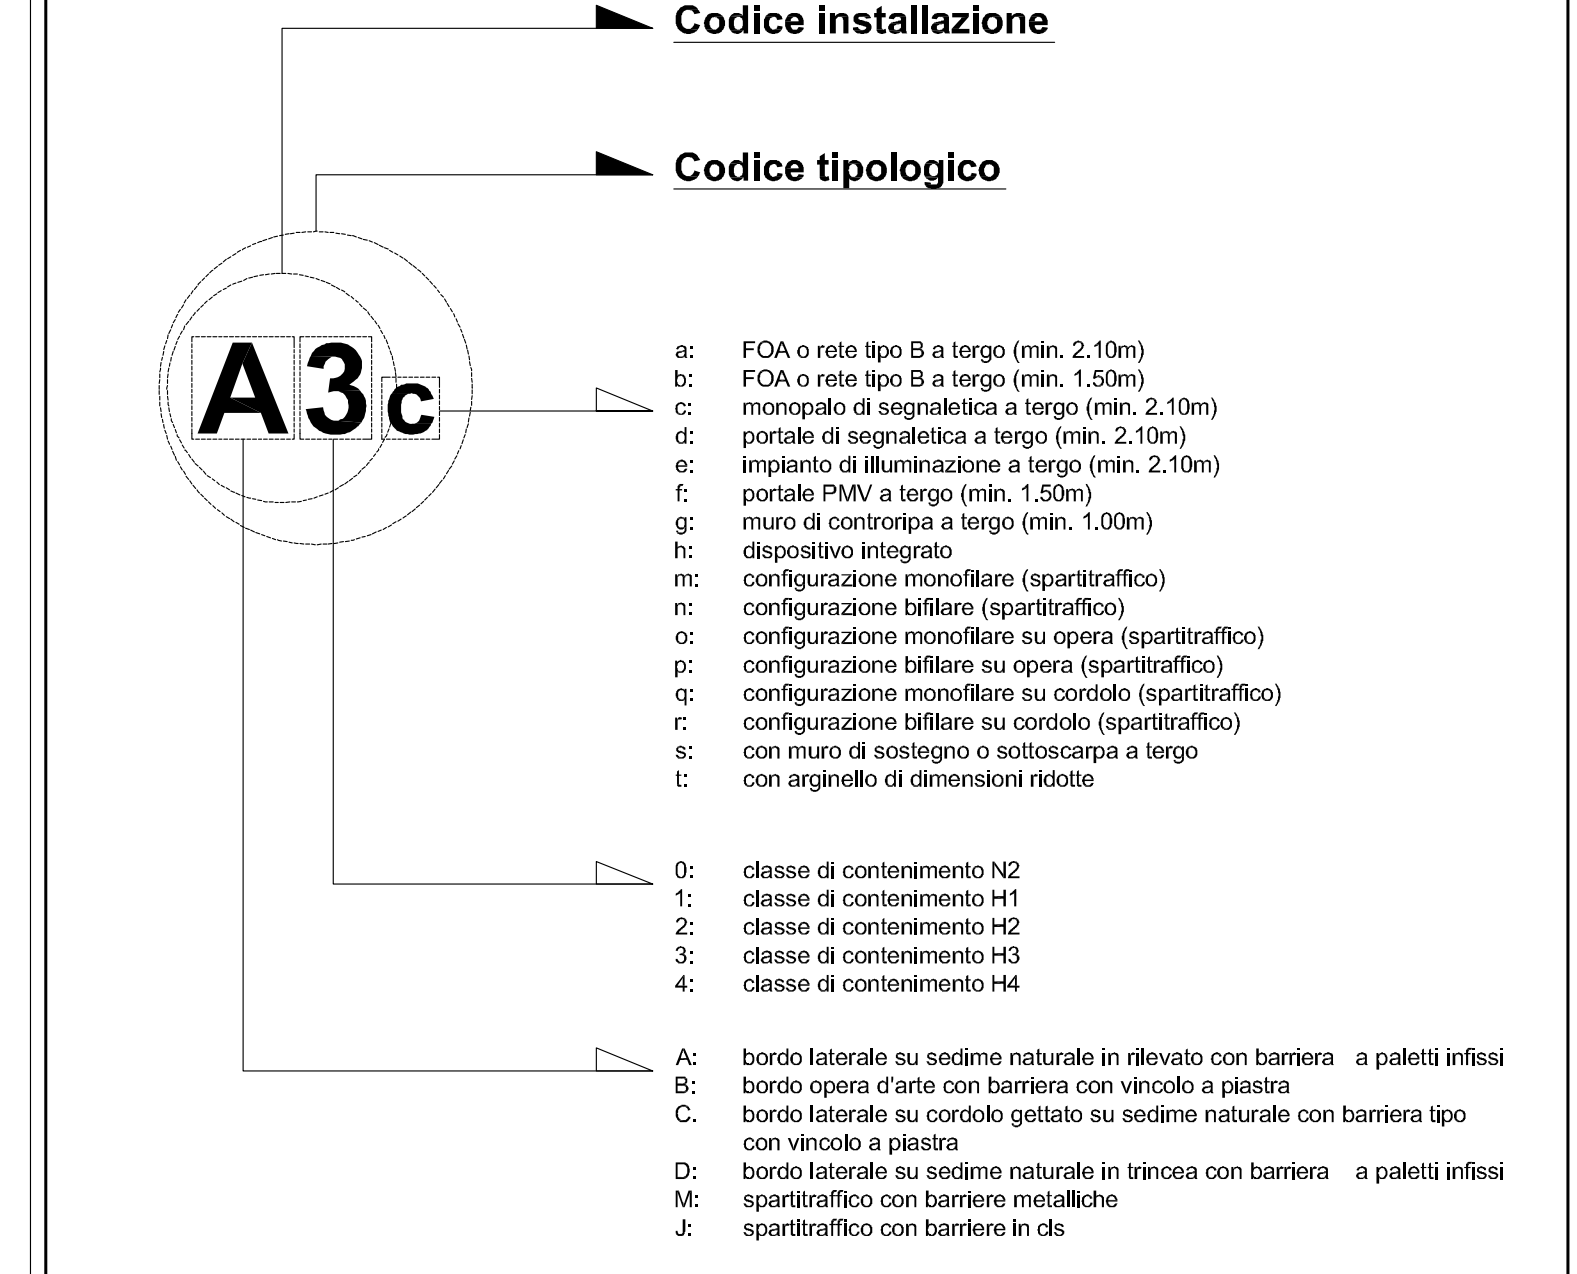 Codice installazione
Codice tipologico
A3c
a: FOA o rete tipo B a tergo (min. 2.10m)
b: FOA o rete tipo B a tergo (min. 1.50m)
c: monopalo di segnaletica a tergo (min. 2.10m)
d: portale di segnaletica a tergo (min. 2.10m)
e: impianto di illuminazione a tergo (min. 2.10m)
f: portale PMV a tergo (min. 1.50m)
g: muro di controripa a tergo (min. 1.00m)
h: dispositivo integrato
m: configurazione monofilare (spartitraffico)
n: configurazione bifilare (spartitraffico)
o: configurazione monofilare su opera (spartitraffico)
p: configurazione bifilare su opera (spartitraffico)
q: configurazione monofilare su cordolo (spartitraffico)
r: configurazione bifilare su cordolo (spartitraffico)
s: con muro di sostegno o sottoscarpa a tergo
t: con arginello di dimensioni ridotte
0: classe di contenimento N2
1: classe di contenimento H1
2: classe di contenimento H2
3: classe di contenimento H3
4: classe di contenimento H4
A: bordo laterale su sedime naturale in rilevato con barriera a paletti infissi
B: bordo opera d'arte con barriera con vincolo a piastra
C. bordo laterale su cordolo gettato su sedime naturale con barriera tipo
con vincolo a piastra
D: bordo laterale su sedime naturale in trincea con barriera a paletti infissi
M: spartitraffico con barriere metalliche
J: spartitraffico con barriere in cls